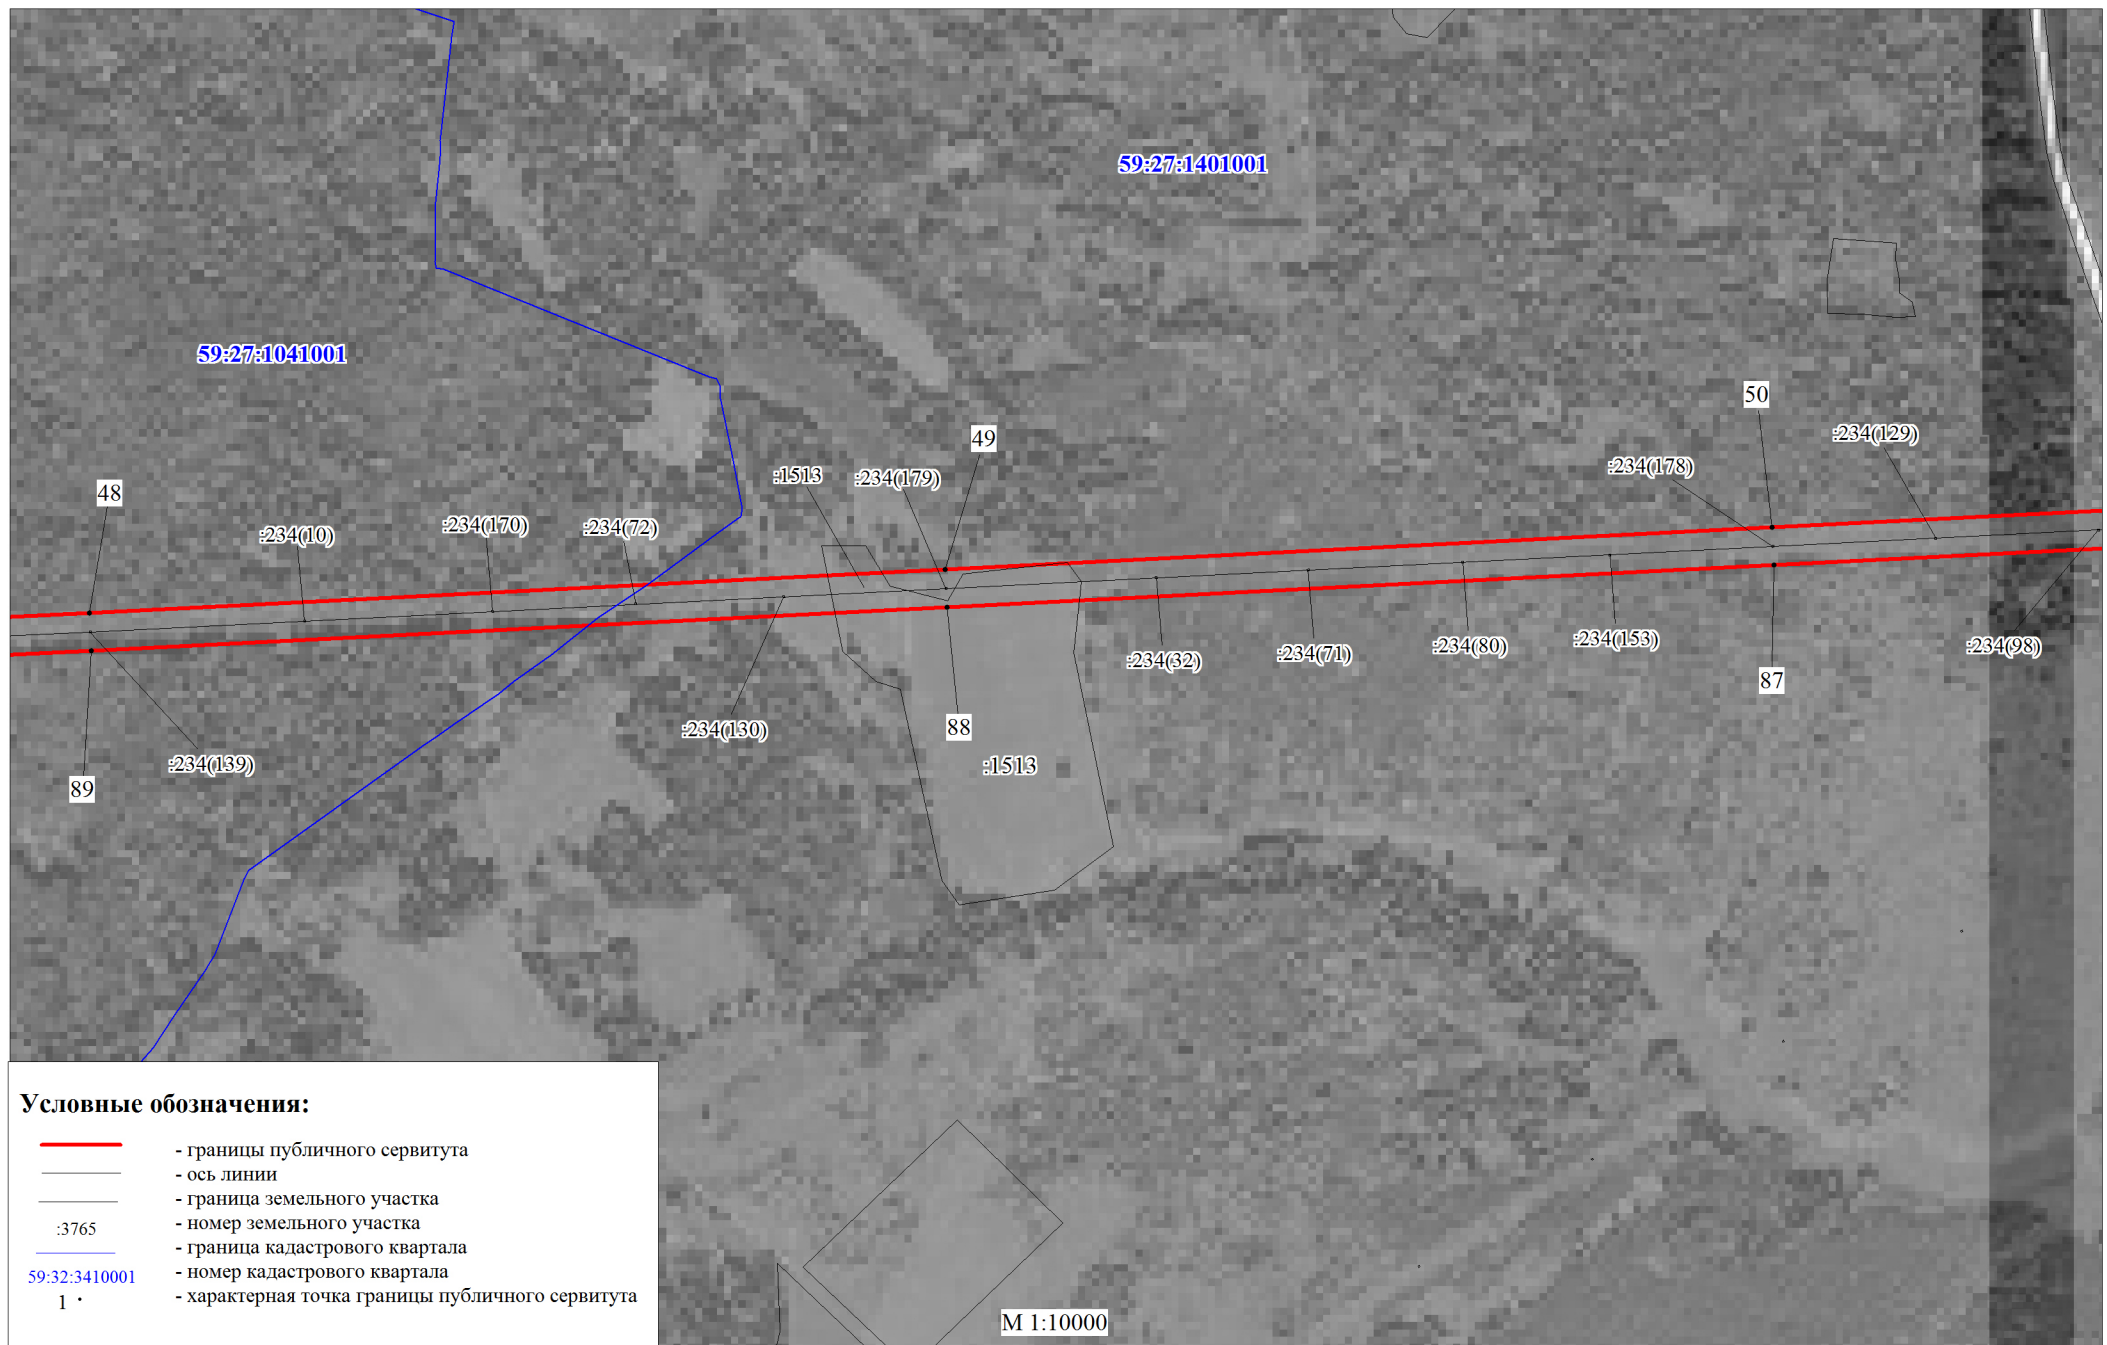 59:27:1401001
59:27:1041001
50
:234(129)
49
:234(178)
:1513
:234(179)
48
:234(10)
:234(170)
:234(72)
:234(32)
:234(71)
:234(80)
:234(153)
:234(98)
87
:234(130)
88
:234(139)
:1513
89
Условные обозначения:
- границы публичного сервитута
- ось линии
- граница земельного участка
:3765 - номер земельного участка
- граница кадастрового квартала
59:32:3410001 - номер кадастрового квартала
1 - характерная точка границы публичного сервитута
М 1:10000